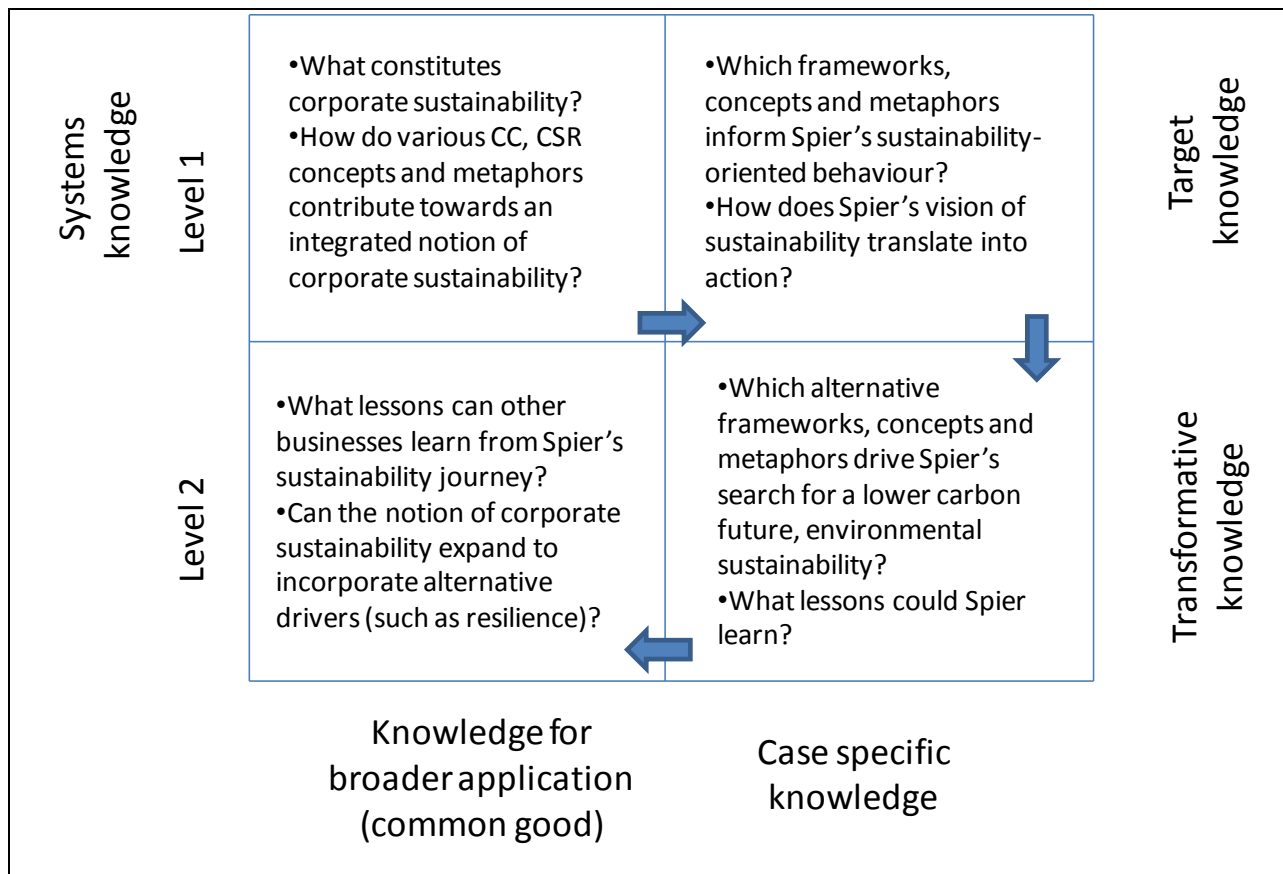 Systems
knowledge
Level 1
•What constitutes
corporate sustainability?
•How do various CC, CSR
concepts and metaphors
contribute towards an
integrated notion of
corporate sustainability?
•Which frameworks,
concepts and metaphors
inform Spier’s sustainability-
oriented behaviour?
•How does Spier’s vision of
sustainability translate into
action?
Target
knowledge
Level 2
•What lessons can other
businesses learn from Spier’s
sustainability journey?
•Can the notion of corporate
sustainability expand to
incorporate alternative
drivers (such as resilience)?
•Which alternative
frameworks, concepts and
metaphors drive Spier’s
search for a lower carbon
future, environmental
sustainability?
•What lessons could Spier
learn?
Transformative
knowledge
Knowledge for
broader application
(common good)
Case specific
knowledge